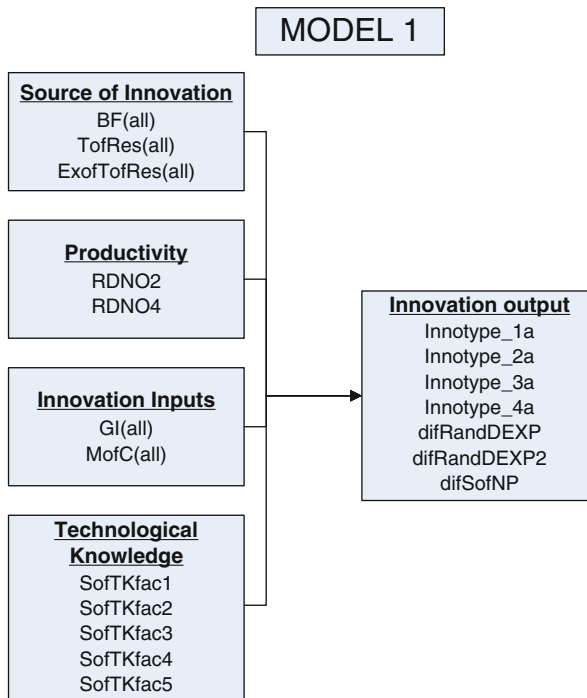 MODEL 1
Source of Innovation
BF(all)
TofRes(all)
ExofTofRes(all)
Productivity
RDNO2
RDNO4
Innovation Inputs
GI(all)
MofC(all)
Technological
Knowledge
SofTKfac1
SofTKfac2
SofTKfac3
SofTKfac4
SofTKfac5
Innovation output
Innotype_1a
Innotype_2a
Innotype_3a
Innotype_4a
difRandDEXP
difRandDEXP2
difSofNP